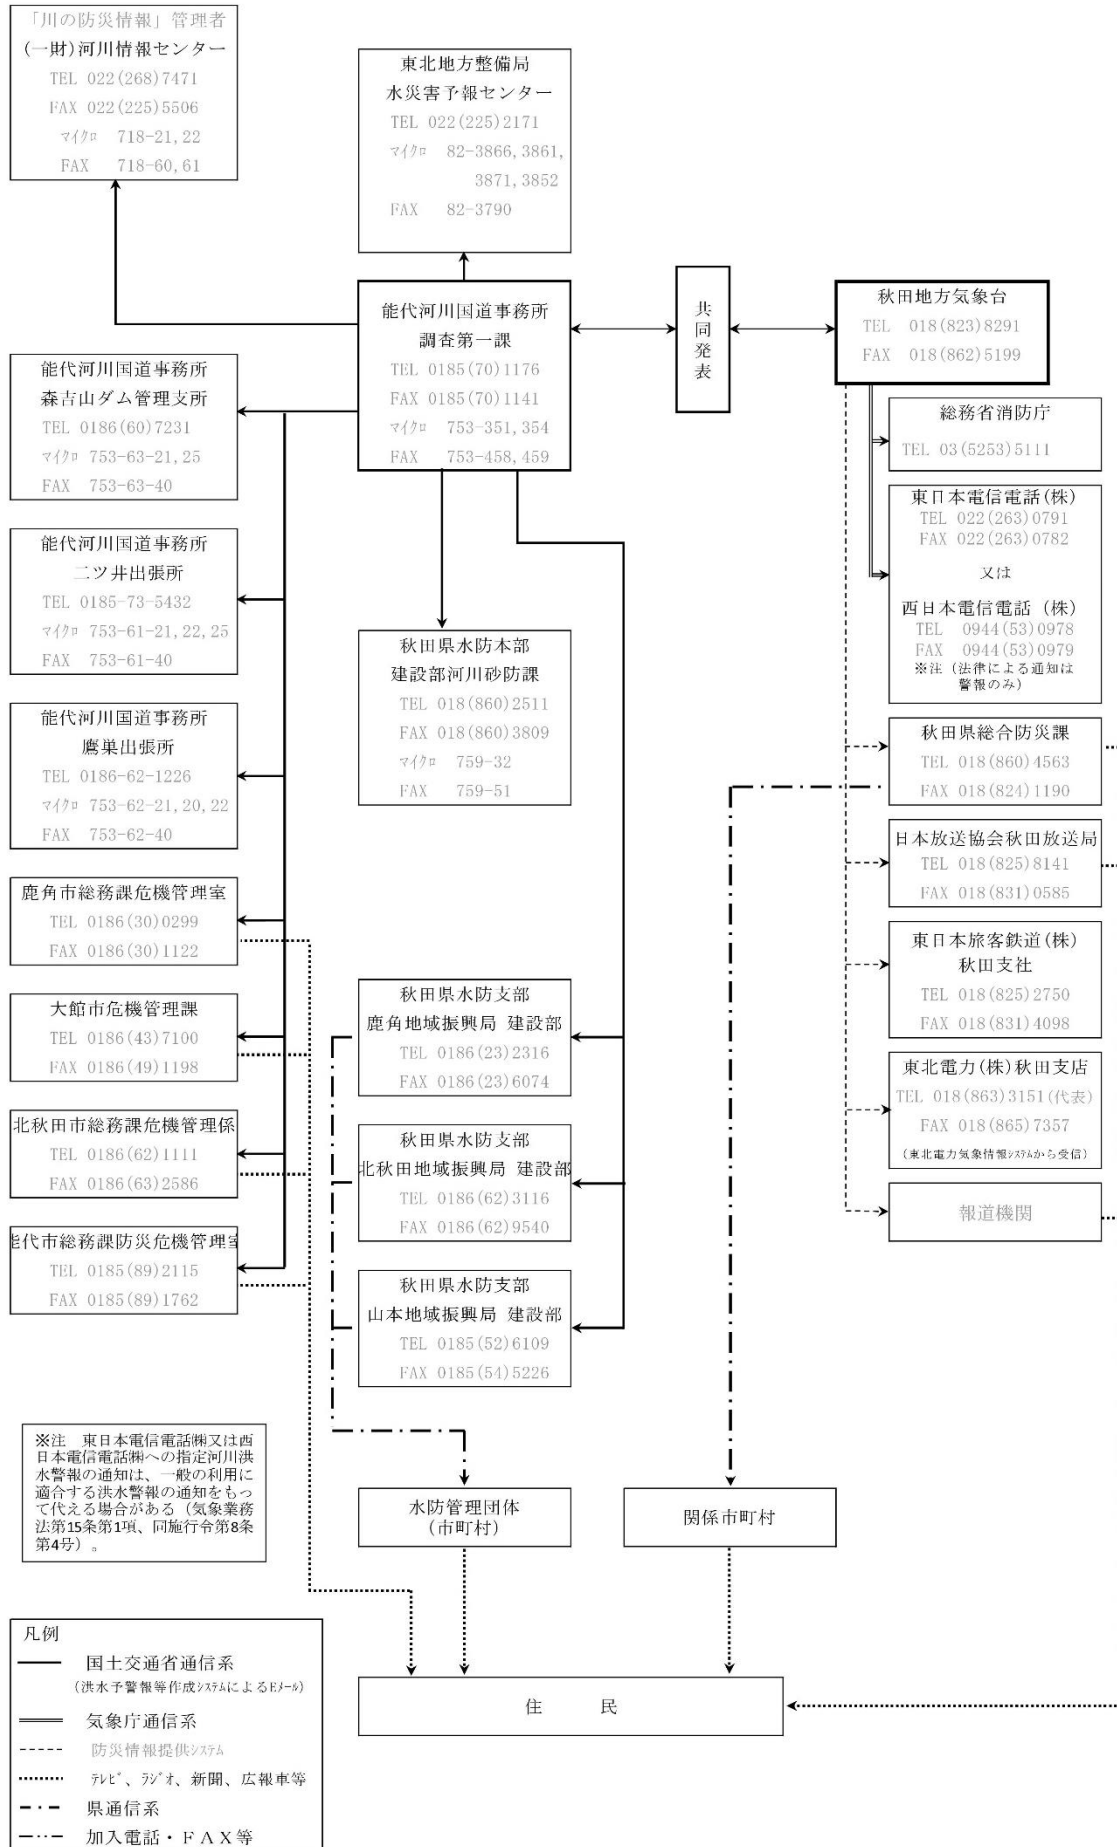 「川の防災情報」管理者
(一財)河川情報センター
TEL 022(268)7471
FAX 022(225)5506
ﾏｲｸﾛ 718-21,22
FAX 718-60,61
東北地方整備局
水災害予報センター
TEL 022(225)2171
ﾏｲｸﾛ 82-3866,3861,
3871,3852
FAX 82-3790
能代河川国道事務所
調査第一課
TEL 0185(70)1176
FAX 0185(70)1141
ﾏｲｸﾛ 753-351,354
FAX 753-458,459
共同発表
秋田地方気象台
TEL 018(823)8291
FAX 018(862)5199
能代河川国道事務所
森吉山ダム管理支所
TEL 0186(60)7231
ﾏｲｸﾛ 753-63-21,25
FAX 753-63-40
能代河川国道事務所
二ツ井出張所
TEL 0185-73-5432
ﾏｲｸﾛ 753-61-21,22,25
FAX 753-61-40
能代河川国道事務所
鷹巣出張所
TEL 0186-62-1226
ﾏｲｸﾛ 753-62-21,20,22
FAX 753-62-40
鹿角市総務課危機管理室
TEL 0186(30)0299
FAX 0186(30)1122
大館市危機管理課
TEL 0186(43)7100
FAX 0186(49)1198
北秋田市総務課危機管理係
TEL 0186(62)1111
FAX 0186(63)2586
能代市総務課防災危機管理室
TEL 0185(89)2115
FAX 0185(89)1762
秋田県水防本部
建設部河川砂防課
TEL 018(860)2511
FAX 018(860)3809
ﾏｲｸﾛ 759-32
FAX 759-51
秋田県水防支部
鹿角地域振興局 建設部
TEL 0186(23)2316
FAX 0186(23)6074
秋田県水防支部
北秋田地域振興局 建設部
TEL 0186(62)3116
FAX 0186(62)9540
秋田県水防支部
山本地域振興局 建設部
TEL 0185(52)6109
FAX 0185(54)5226
総務省消防庁
TEL 03(5253)5111
東日本電信電話(株)
TEL 022(263)0791
FAX 022(263)0782
又は
西日本電信電話 (株)
TEL 0944(53)0978
FAX 0944(53)0979
※注 (法律による通知は
警報のみ)
秋田県総合防災課
TEL 018(860)4563
FAX 018(824)1190
日本放送協会秋田放送局
TEL 018(825)8141
FAX 018(831)0585
東日本旅客鉄道(株)
秋田支社
TEL 018(825)2750
FAX 018(831)4098
東北電力(株)秋田支店
TEL 018(863)3151(代表)
FAX 018(865)7357
(東北電力気象情報ｼｽﾃﾑから受信)
報道機関
※注 東日本電信電話㈱又は西
日本電信電話㈱への指定河川洪
水警報の通知は、一般の利用に
適合する洪水警報の通知をもっ
て代える場合がある（気象業務
法第15条第1項、同施行令第8条
第4号）。
水防管理団体
(市町村)
関係市町村
住 民
凡例
国土交通省通信系
(洪水予警報等作成ｼｽﾃﾑによるEﾒｰﾙ)
気象庁通信系
防災情報提供ｼｽﾃﾑ
ﾃﾚﾋﾞ、ﾗｼﾞｵ、新聞、広報車等
県通信系
加入電話・ＦＡＸ等